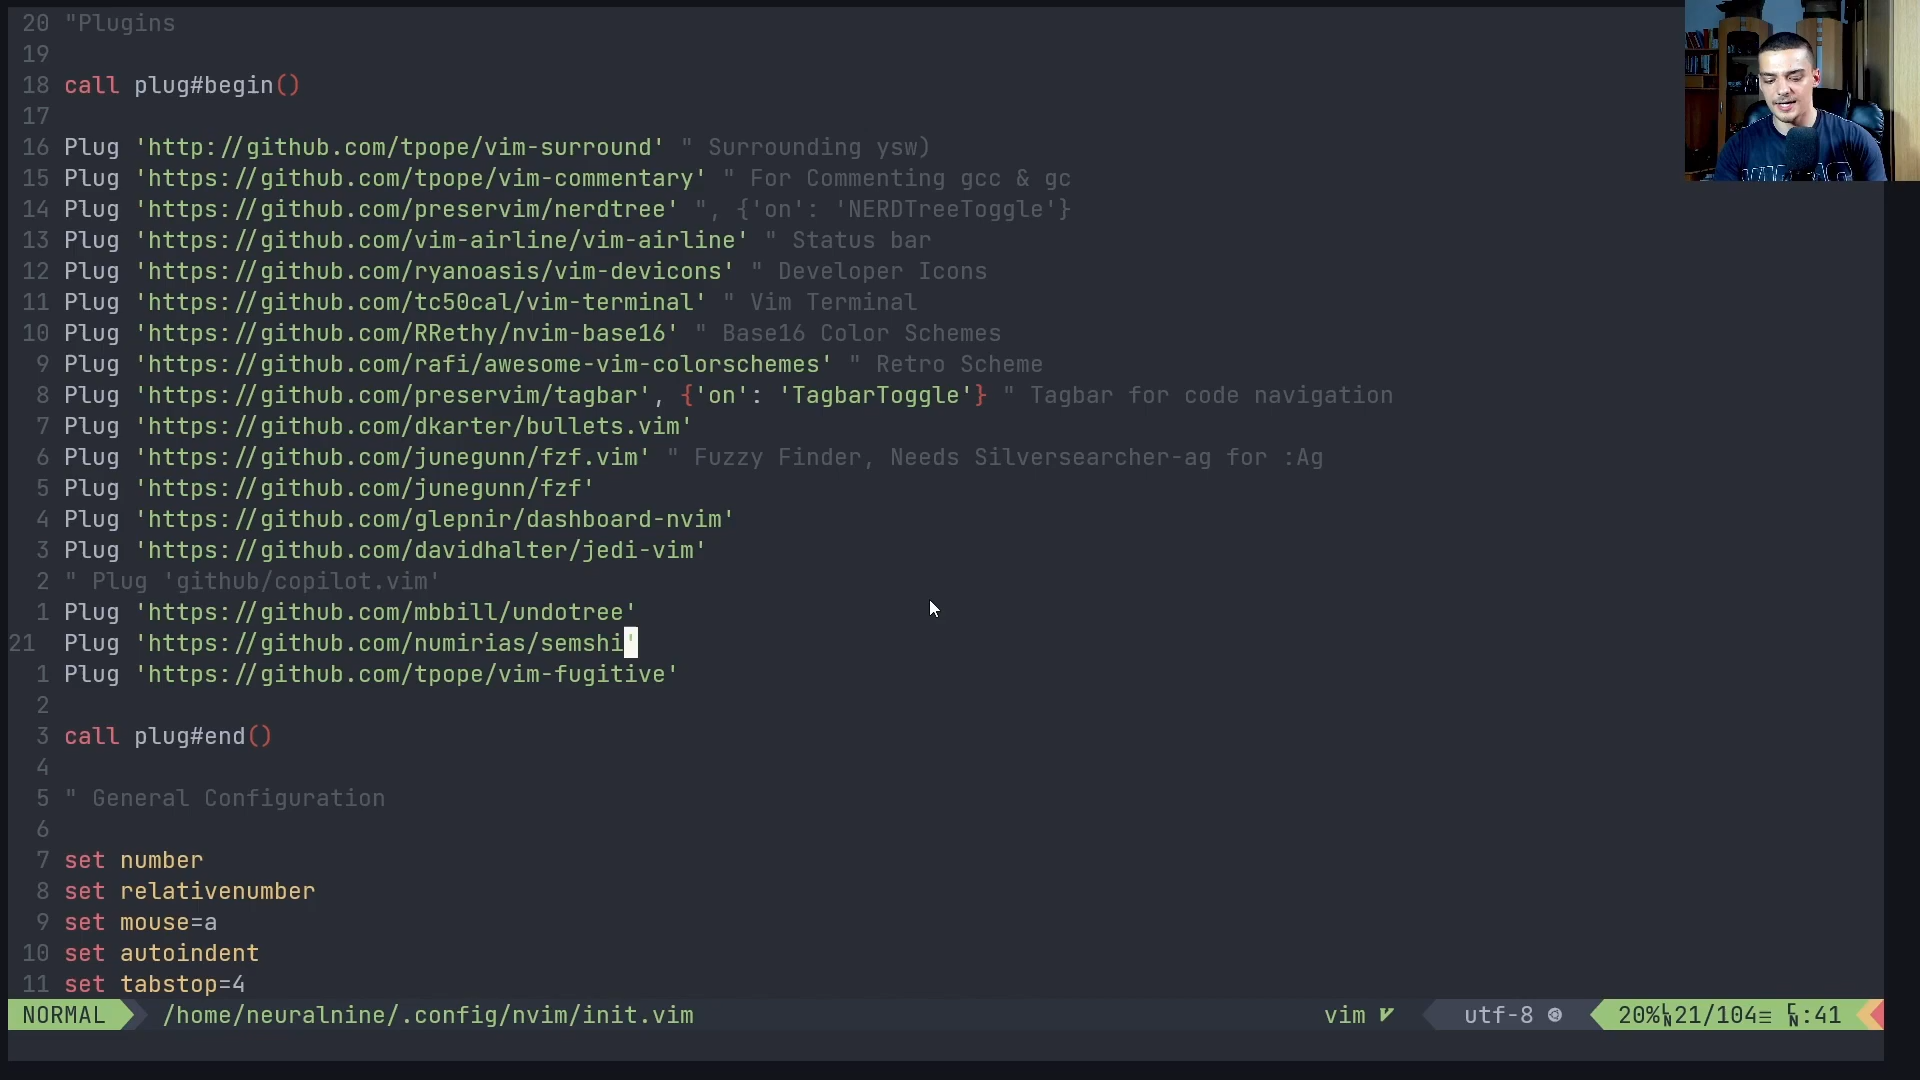 20 "Plugins
19
18 call plug#begin()
17
16 Plug 'http://github.com/tpope/vim-surround' " Surrounding ysw)
15 Plug 'https://github.com/tpope/vim-commentary' " For Commenting gcc & gc
14 Plug 'https://github.com/preservim/nerdtree' ", {'on': 'NERDTreeToggle'}
13 Plug 'https://github.com/vim-airline/vim-airline' " Status bar
12 Plug 'https://github.com/ryanoasis/vim-devicons' " Developer Icons
11 Plug 'https://github.com/tc50cal/vim-terminal' " Vim Terminal
10 Plug 'https://github.com/RRethy/nvim-base16' " Base16 Color Schemes
9 Plug 'https://github.com/rafi/awesome-vim-colorschemes' " Retro Scheme
8 Plug 'https://github.com/preservim/tagbar', {'on': 'TagbarToggle'} " Tagbar for code navigation
7 Plug 'https://github.com/dkarter/bullets.vim'
6 Plug 'https://github.com/junegunn/fzf.vim' " Fuzzy Finder, Needs Silversearcher-ag for :Ag
5 Plug 'https://github.com/junegunn/fzf'
4 Plug 'https://github.com/glepnir/dashboard-nvim'
3 Plug 'https://github.com/davidhalter/jedi-vim'
2 " Plug 'github/copilot.vim'
1 Plug 'https://github.com/mbbill/undotree'
21 Plug 'https://github.com/numirias/semshi'
1 Plug 'https://github.com/tpope/vim-fugitive'
2
3 call plug#end()
4
5 " General Configuration
6
7 set number
8 set relativenumber
9 set mouse=a
10 set autoindent
11 set tabstop=4
NORMAL /home/neuralnine/.config/nvim/init.vim vim utf-8 20% LN 21/104≡ CN:41